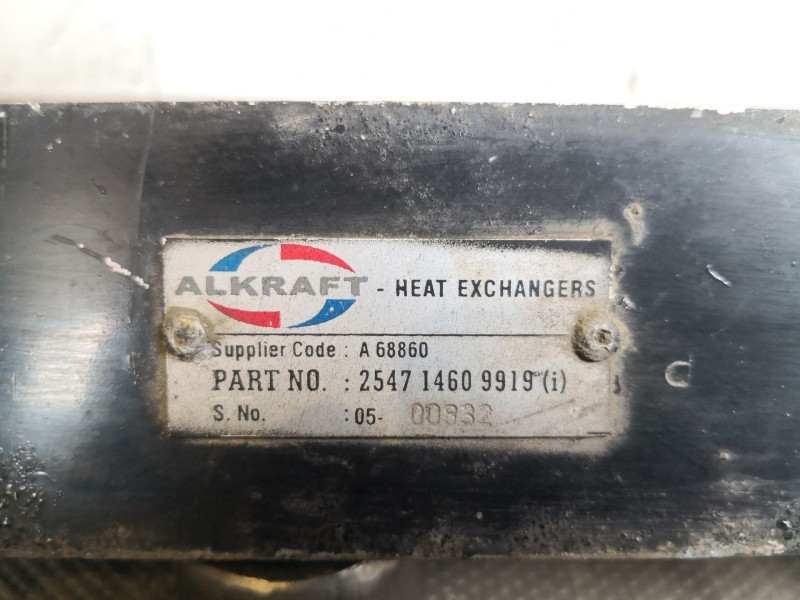 ALKRAFT - HEAT EXCHANGERS
Supplier Code : A 68860
PART NO. : 2547 1460 9919 (i)
S. No. : 05- 00832